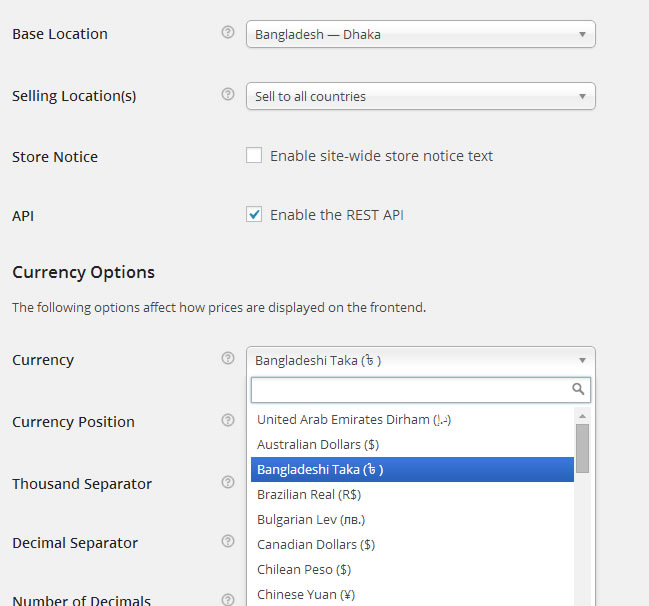 Base Location ? Bangladesh — Dhaka
Selling Location(s) ? Sell to all countries
Store Notice Enable site-wide store notice text
API Enable the REST API
Currency Options
The following options affect how prices are displayed on the frontend.
Currency ? Bangladeshi Taka (৳ )
Currency Position ?
United Arab Emirates Dirham (د.إ)
Australian Dollars ($)
Bangladeshi Taka (৳ )
Thousand Separator ?
Brazilian Real (R$)
Bulgarian Lev (лв.)
Decimal Separator ?
Canadian Dollars ($)
Chilean Peso ($)
Number of Decimals ?
Chinese Yuan (¥)